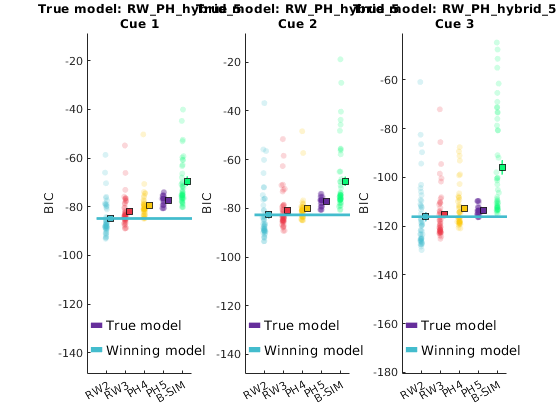 True model: RW_PH_hybrid_5
Cue 1
True model: RW_PH_hybrid_5
Cue 2
True model: RW_PH_hybrid_5
Cue 3
BIC
-20
-40
-60
-80
-100
-120
-140
True model
Winning model
RW2
RW3
PH4
PH5
B-SIM
BIC
-20
-40
-60
-80
-100
-120
-140
True model
Winning model
RW2
RW3
PH4
PH5
B-SIM
BIC
-60
-80
-100
-120
-140
-160
-180
True model
Winning model
RW2
RW3
PH4
PH5
B-SIM